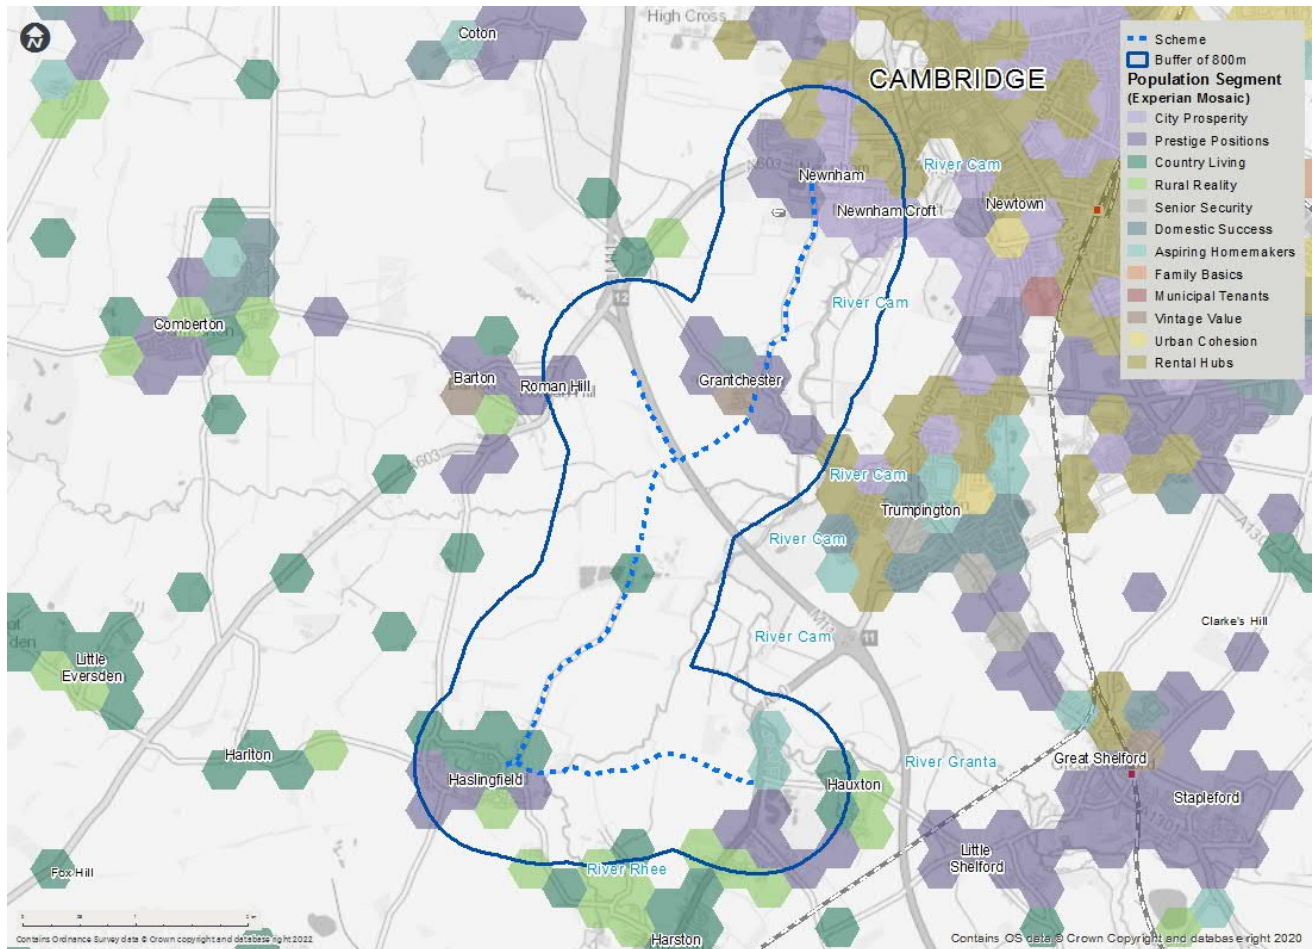 High Cross
Coton
CAMBRIDGE
Scheme
Buffer of 800m
Population Segment
(Experian Mosaic)
City Prosperity
Prestige Positions
Country Living
Rural Reality
Senior Security
Domestic Success
Aspiring Homemakers
Family Basics
Municipal Tenants
Vintage Value
Urban Cohesion
Rental Hubs
River Cam
Newnham
Newnham Croft
Newtown
12
River Cam
Comberton
Barton
Roman Hill
Grantchester
A603
River Cam
Trumpington
River Cam
River Cam
11
Clarke's Hill
Little
Eversden
Harlton
Haslingfield
Hauxton
River Granta
Great Shelford
Stapleford
Little
Shelford
River Rhee
Fox Hill
Harston
Contains Ordnance Survey data © Crown copyright and database right 2022
Contains OS data © Crown Copyright and database right 2020